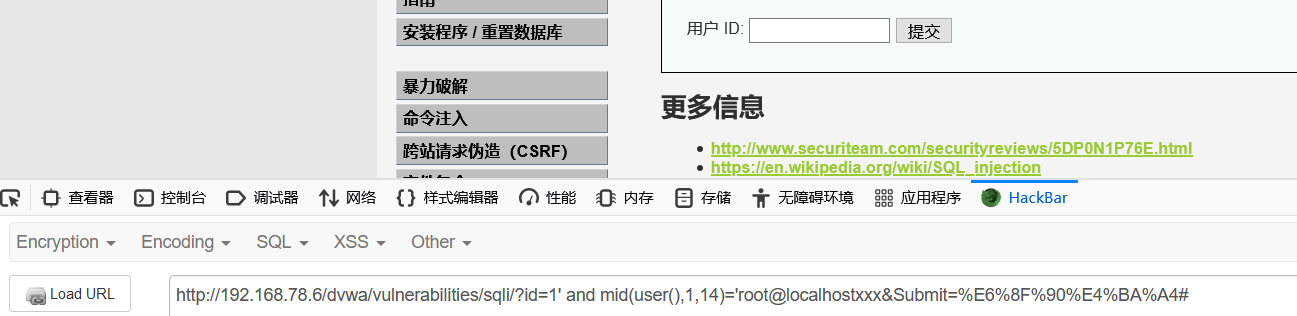 指南
用户 ID:
提交
安装程序 / 重置数据库
暴力破解
更多信息
命令注入
跨站请求伪造（CSRF）
http://www.securiteam.com/securityreviews/5DP0N1P76E.html
https://en.wikipedia.org/wiki/SQL_injection
查看器 控制台 调试器 网络 样式编辑器 性能 内存 存储 无障碍环境 应用程序 HackBar
Encryption Encoding SQL XSS Other
Load URL
http://192.168.78.6/dvwa/vulnerabilities/sqli/?id=1' and mid(user(),1,14)='root@localhostxxx&Submit=%E6%8F%90%E4%BA%A4#